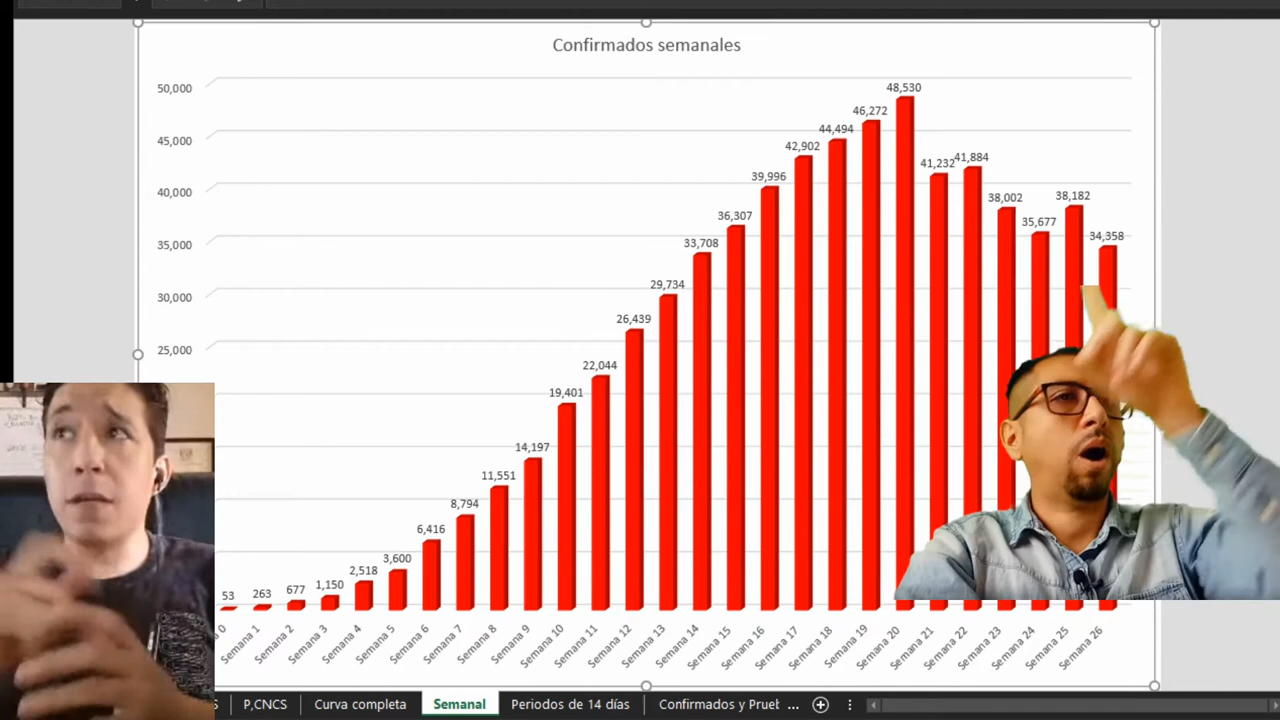 Confirmados semanales
50,000
45,000
40,000
35,000
30,000
25,000
53
263
677
1,150
2,518
3,600
6,416
8,794
11,551
14,197
19,401
22,044
26,439
29,734
33,708
36,307
39,996
42,902
44,494
46,272
48,530
41,232
41,884
38,002
35,677
38,182
34,358
0
Semana 1
Semana 2
Semana 3
Semana 4
Semana 5
Semana 6
Semana 7
Semana 8
Semana 9
Semana 10
Semana 11
Semana 12
Semana 13
Semana 14
Semana 15
Semana 16
Semana 17
Semana 18
Semana 19
Semana 20
Semana 21
Semana 22
Semana 23
Semana 24
Semana 25
Semana 26
S
P,CNCS
Curva completa
Semanal
Periodos de 14 días
Confirmados y Prueb ...